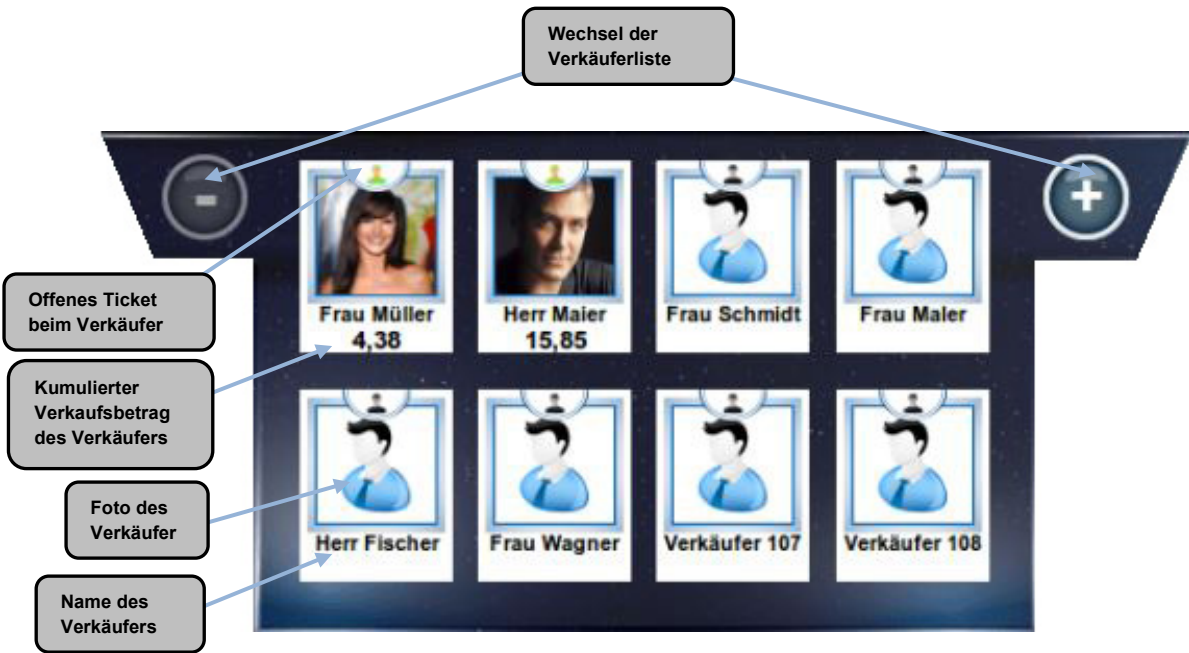 Wechsel der
Verkäuferliste
-
+
Frau Müller
4,38
Herr Maier
15,85
Frau Schmidt
Frau Maler
Offenes Ticket
beim Verkäufer
Kumulierter
Verkaufsbetrag
des Verkäufers
Foto des
Verkäufer
Name des
Verkäufers
Herr Fischer
Frau Wagner
Verkäufer 107
Verkäufer 108